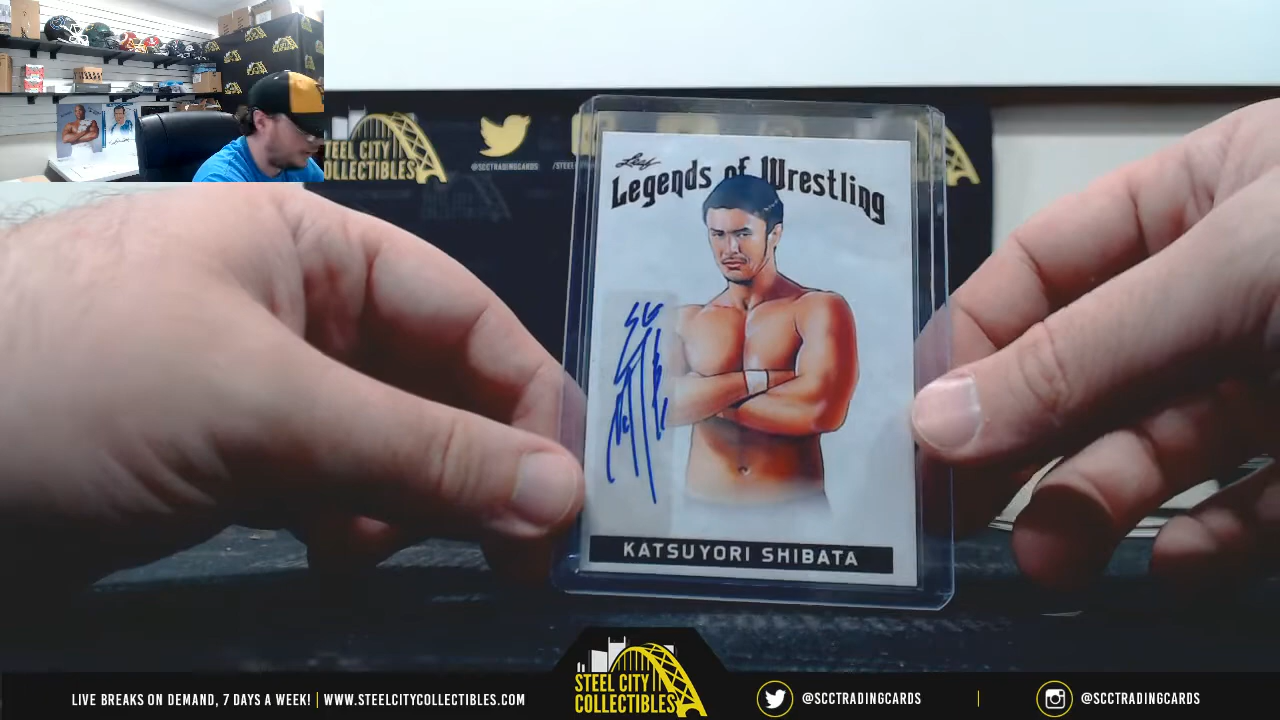 STEEL CITY
COLLECTIBLES
@SCCTRADINGCARDS
/STEEL
Leaf
Legends of Wrestling
KATSUYORI SHIBATA
LIVE BREAKS ON DEMAND, 7 DAYS A WEEK! | WWW.STEELCITYCOLLECTIBLES.COM
STEEL CITY
COLLECTIBLES
@SCCTRADINGCARDS
@SCCTRADINGCARDS